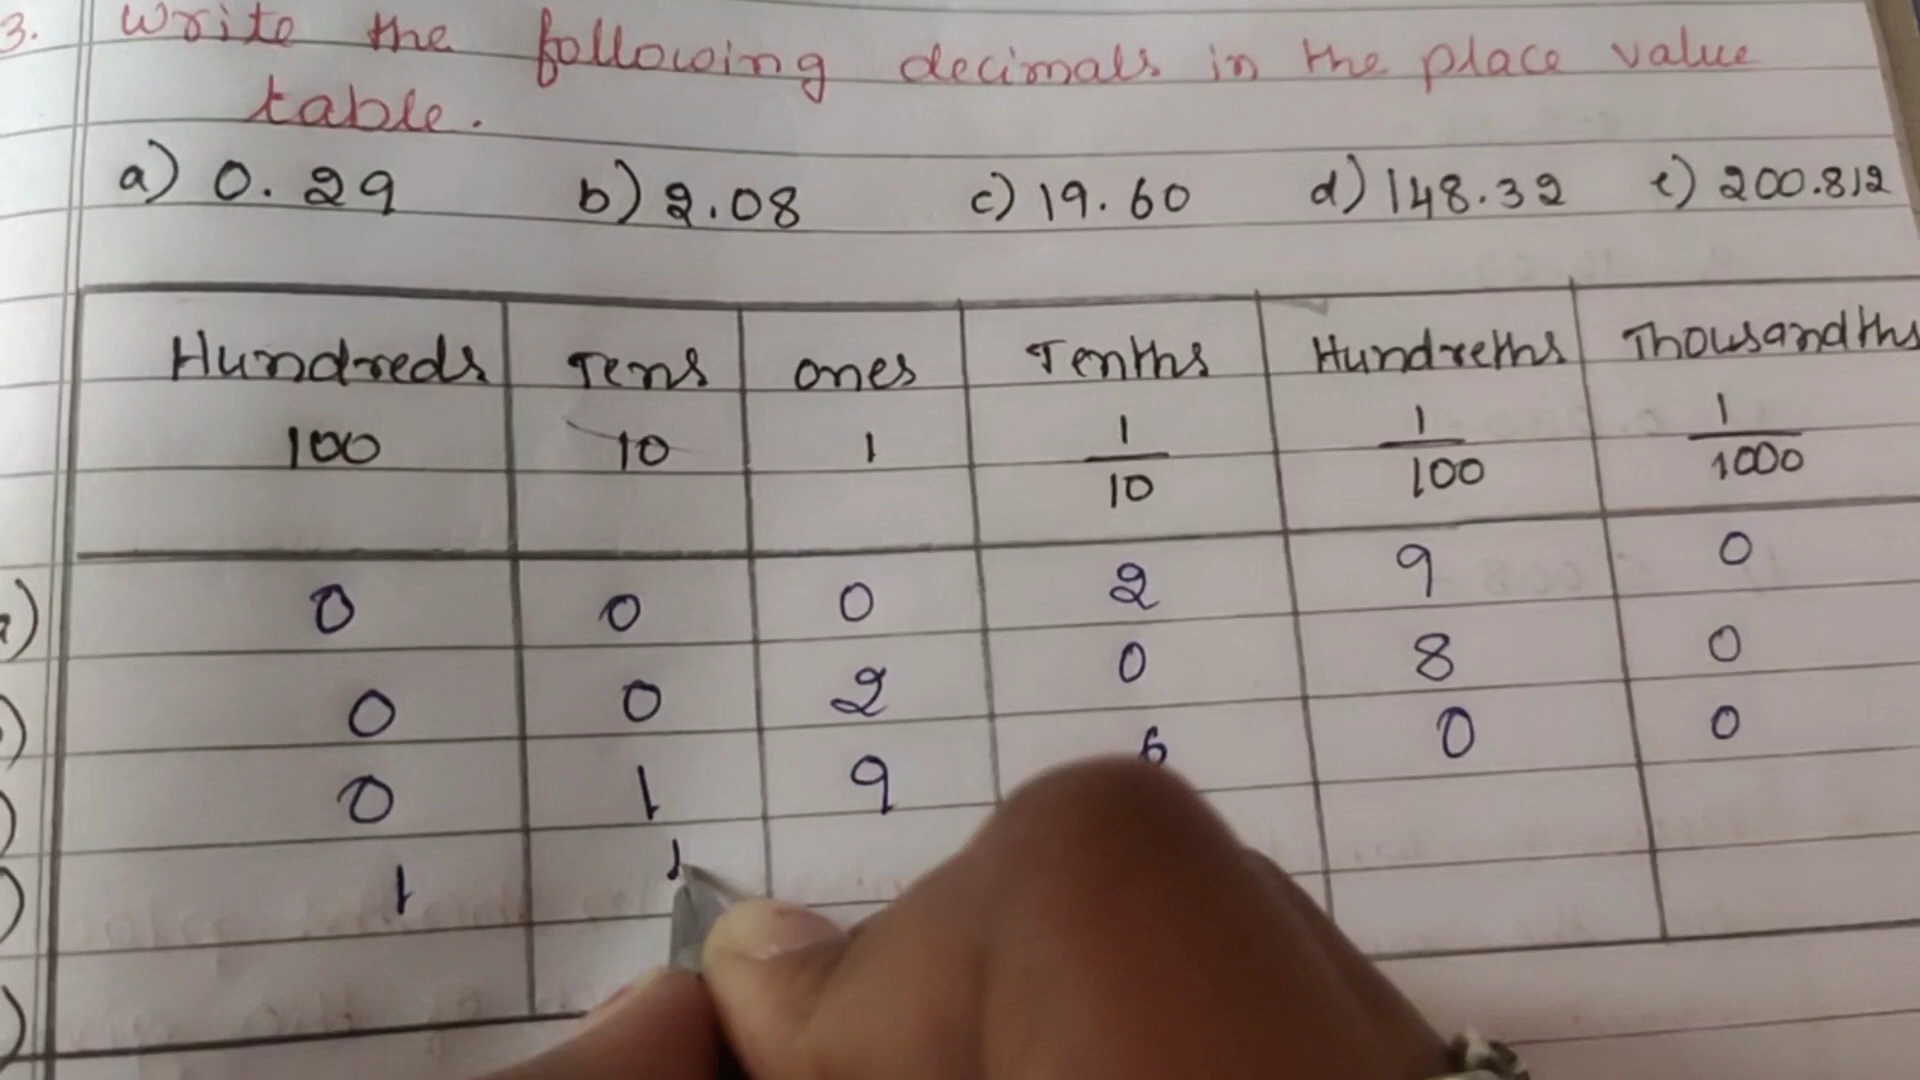 3. Write the following decimals in the place value
table.
a) 0.29 b) 2.08 c) 19.60 d) 148.32 e) 200.812
Hundreds Tens ones Tenths Hundreths Thousandths
100 10 1 1/10 1/100 1/1000
0 0 0 2 9 0
0 0 2 0 8 0
0 1 9 6 0 0
1